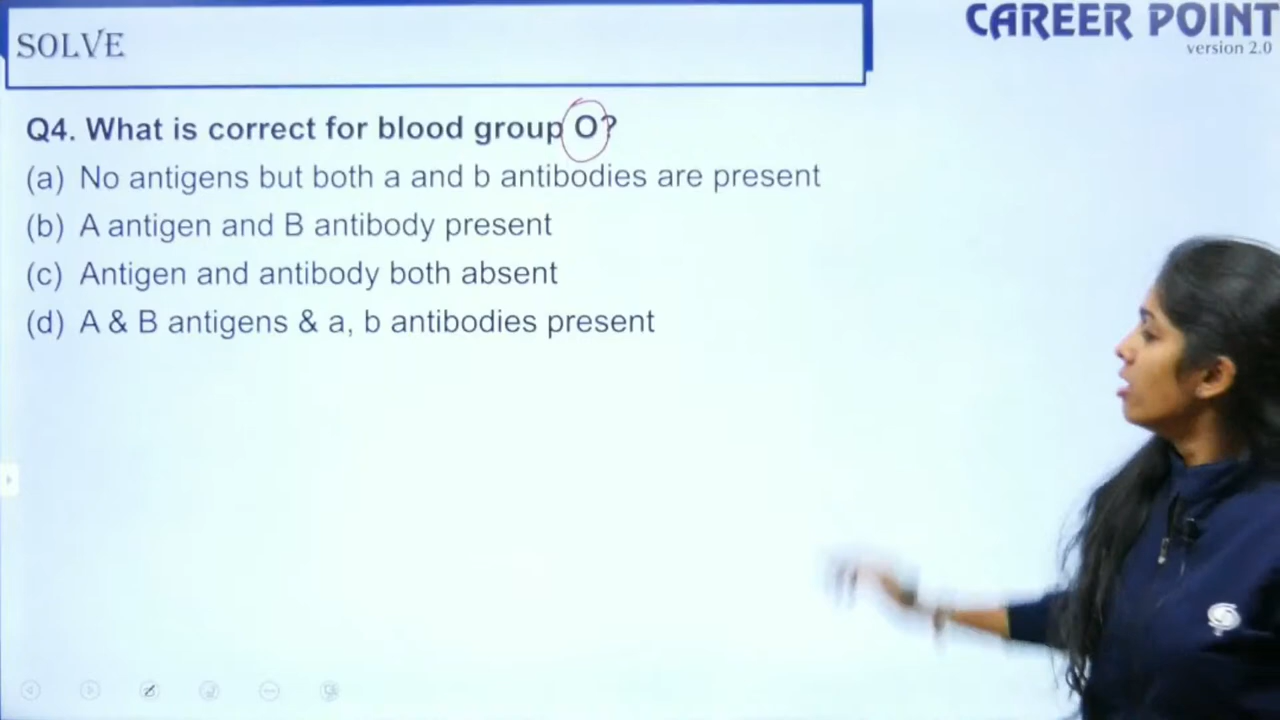 SOLVE
CAREER POINT
version 2.0
Q4. What is correct for blood group O?
(a) No antigens but both a and b antibodies are present
(b) A antigen and B antibody present
(c) Antigen and antibody both absent
(d) A & B antigens & a, b antibodies present